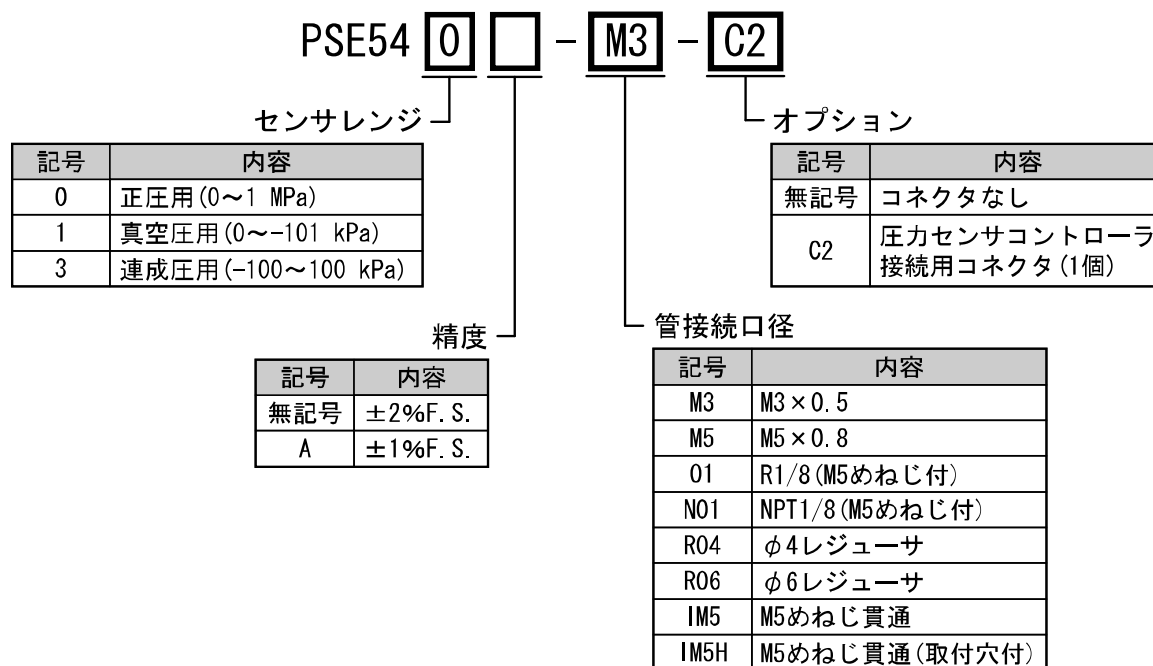 PSE54 0 - M3 - C2
センサレンジ
記号 内容
0 正圧用(0～1 MPa)
1 真空圧用(0～-101 kPa)
3 連成圧用(-100～100 kPa)
オプション
記号 内容
無記号 コネクタなし
C2 圧力センサコントローラ
接続用コネクタ(1個)
精度
記号 内容
無記号 ±2%F.S.
A ±1%F.S.
管接続口径
記号 内容
M3 M3×0.5
M5 M5×0.8
01 R1/8(M5めねじ付)
N01 NPT1/8(M5めねじ付)
R04 φ4レジューサ
R06 φ6レジューサ
IM5 M5めねじ貫通
IM5H M5めねじ貫通(取付穴付)